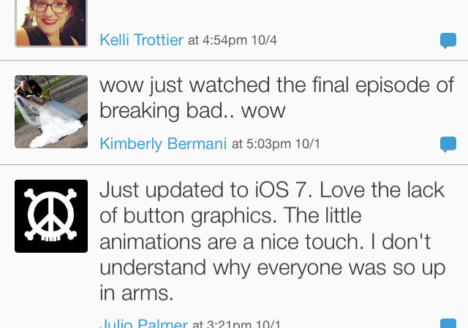 Kelli Trottier at 4:54pm 10/4
wow just watched the final episode of
breaking bad.. wow
Kimberly Bermani at 5:03pm 10/1
Just updated to iOS 7. Love the lack
of button graphics. The little
animations are a nice touch. I don't
understand why everyone was so up
in arms.
Julio Palmer at 3:21pm 10/1